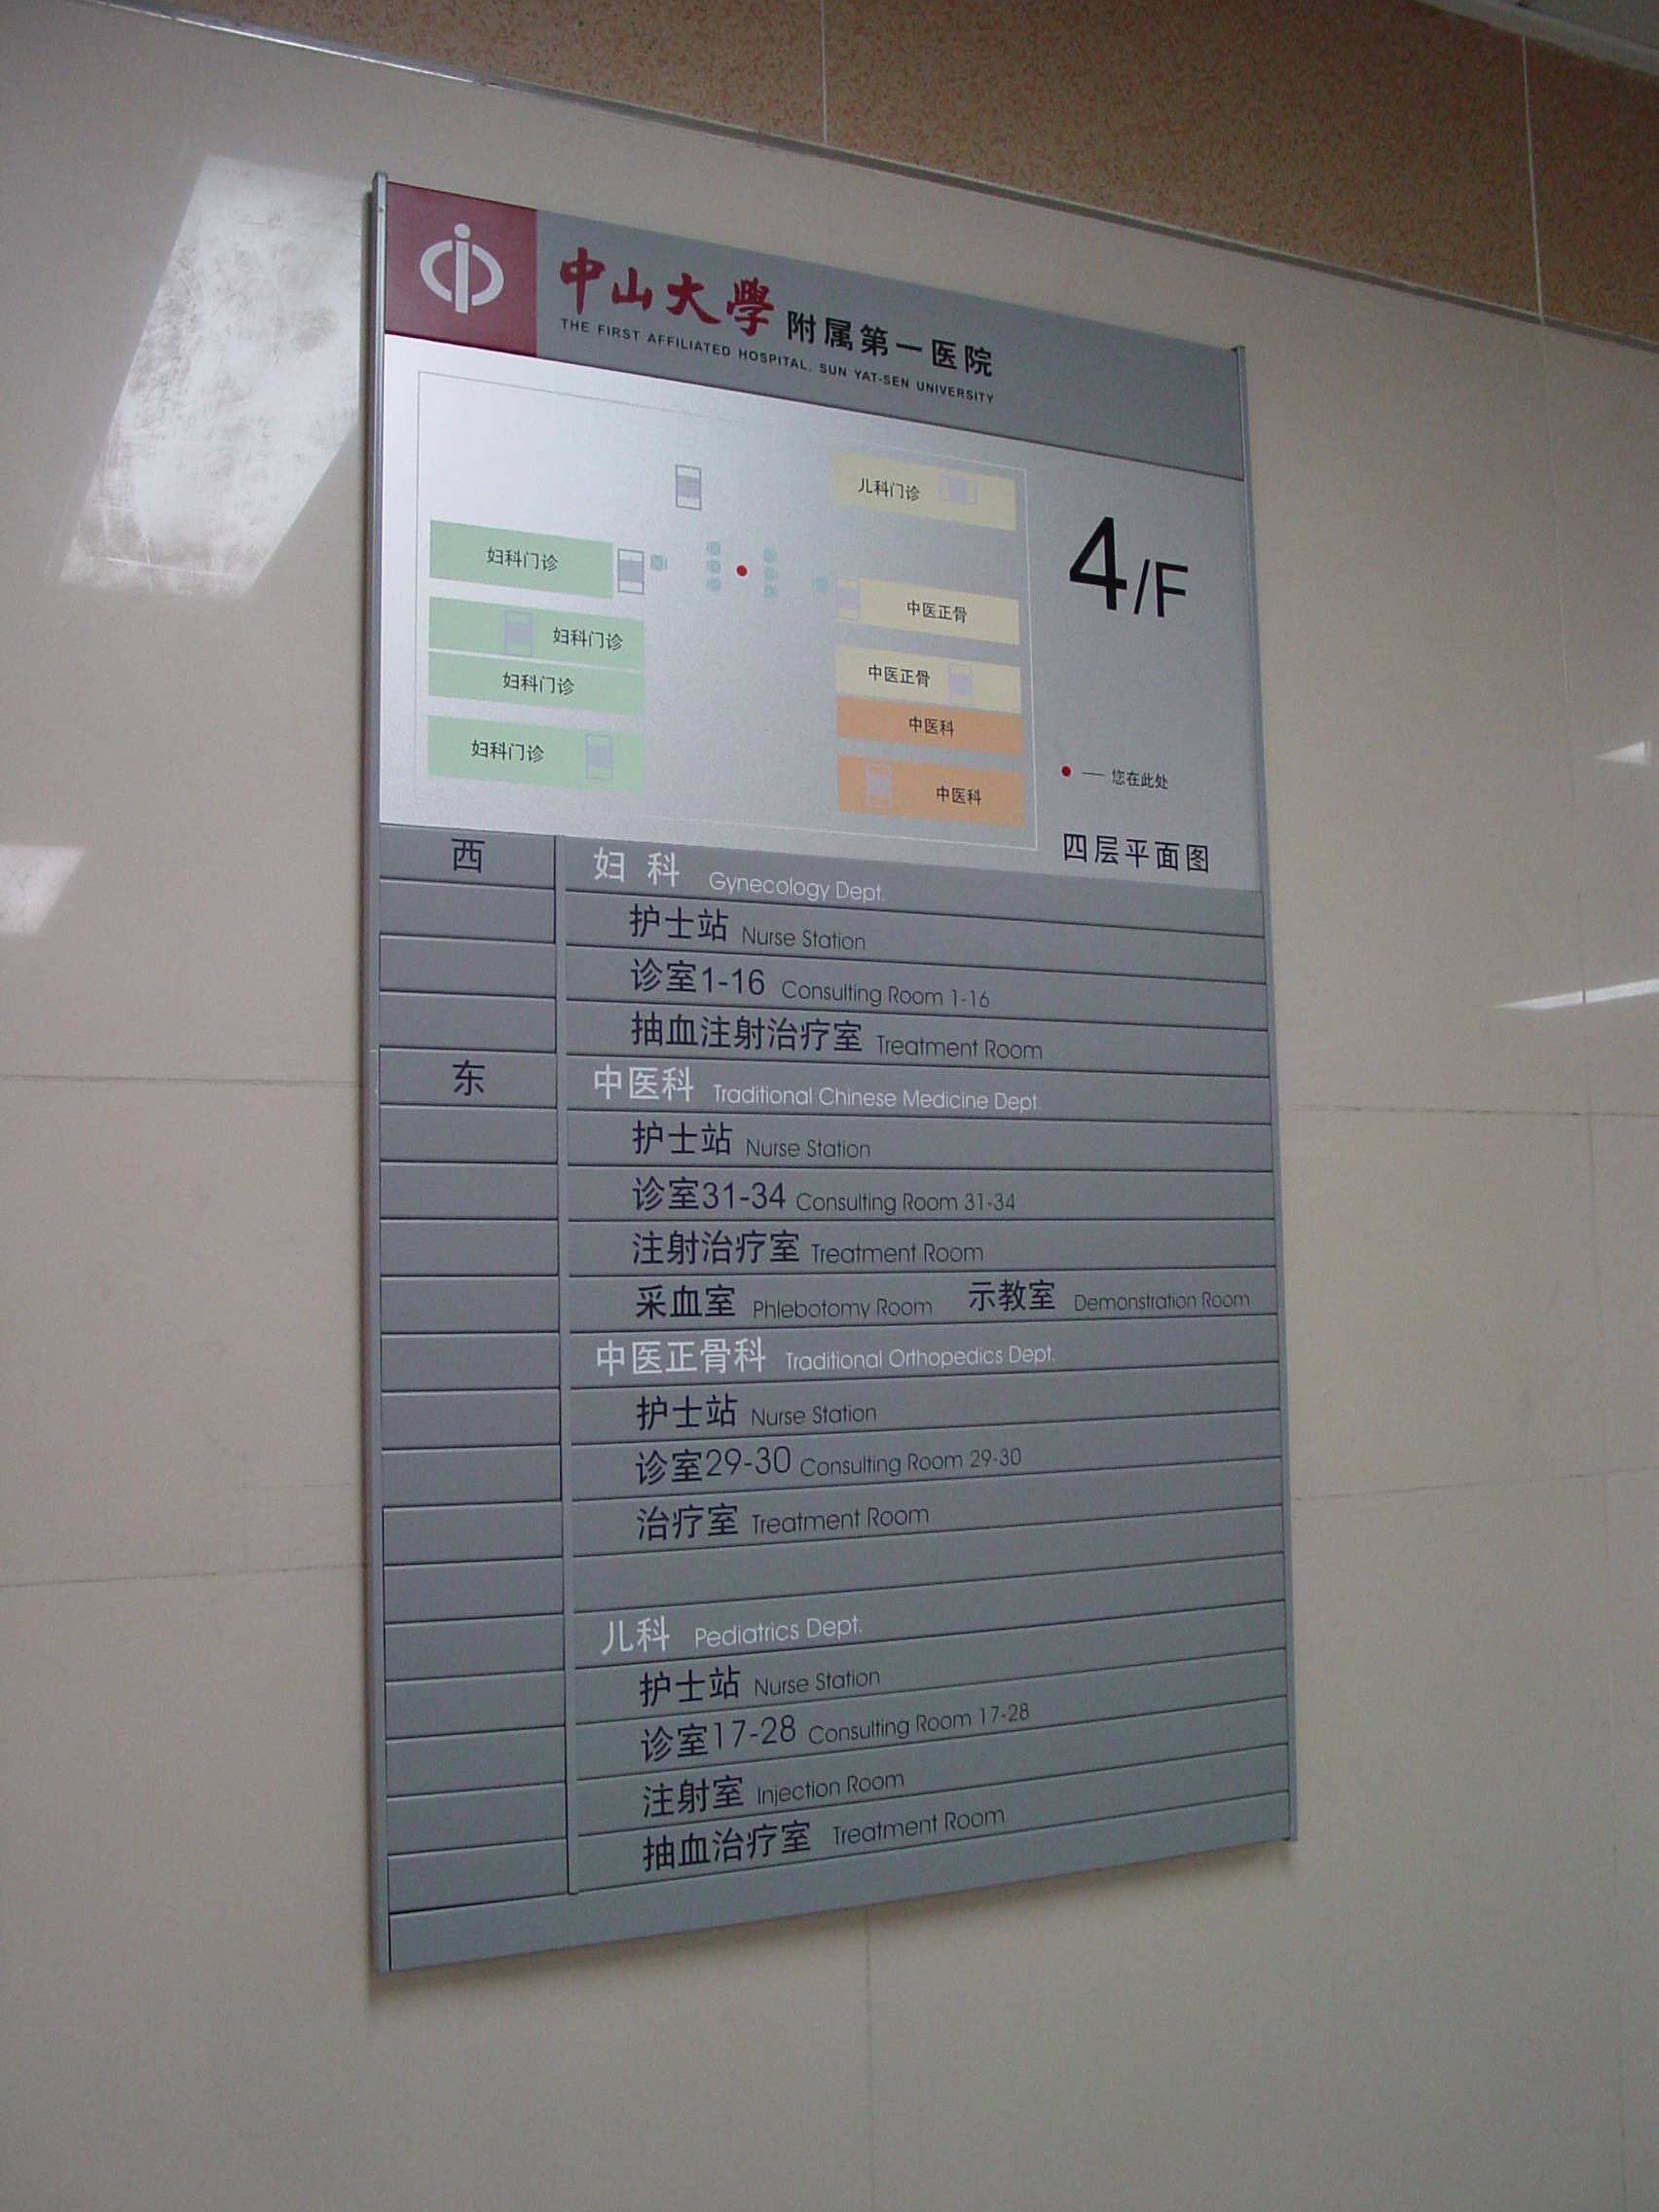 中山大學附属第一医院
THE FIRST AFFILIATED HOSPITAL, SUN YAT-SEN UNIVERSITY
儿科门诊
妇科门诊
妇科门诊
妇科门诊
妇科门诊
中医正骨
中医正骨
中医科
中医科
4/F
您在此处
四层平面图
西 妇科 Gynecology Dept.
护士站 Nurse Station
诊室1-16 Consulting Room 1-16
抽血注射治疗室 Treatment Room
东 中医科 Traditional Chinese Medicine Dept.
护士站 Nurse Station
诊室31-34 Consulting Room 31-34
注射治疗室 Treatment Room
采血室 Phlebotomy Room 示教室 Demonstration Room
中医正骨科 Traditional Orthopedics Dept.
护士站 Nurse Station
诊室29-30 Consulting Room 29-30
治疗室 Treatment Room
儿科 Pediatrics Dept.
护士站 Nurse Station
诊室17-28 Consulting Room 17-28
注射室 Injection Room
抽血治疗室 Treatment Room